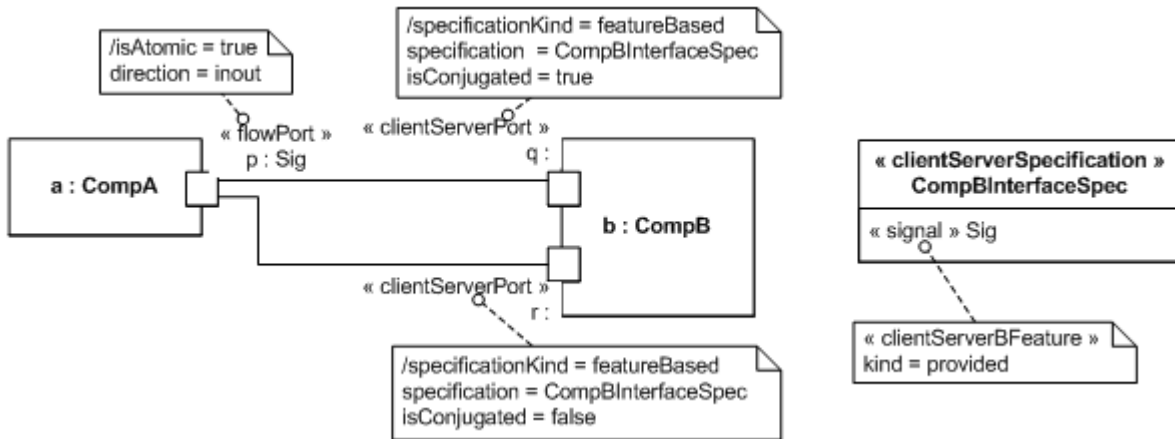 /isAtomic = true
direction = inout
/specificationKind = featureBased
specification = CompBInterfaceSpec
isConjugated = true
« flowPort »
p : Sig
« clientServerPort »
q :
a : CompA
b : CompB
« clientServerSpecification »
CompBInterfaceSpec
« signal » Sig
« clientServerPort »
r :
« clientServerBFeature »
kind = provided
/specificationKind = featureBased
specification = CompBInterfaceSpec
isConjugated = false